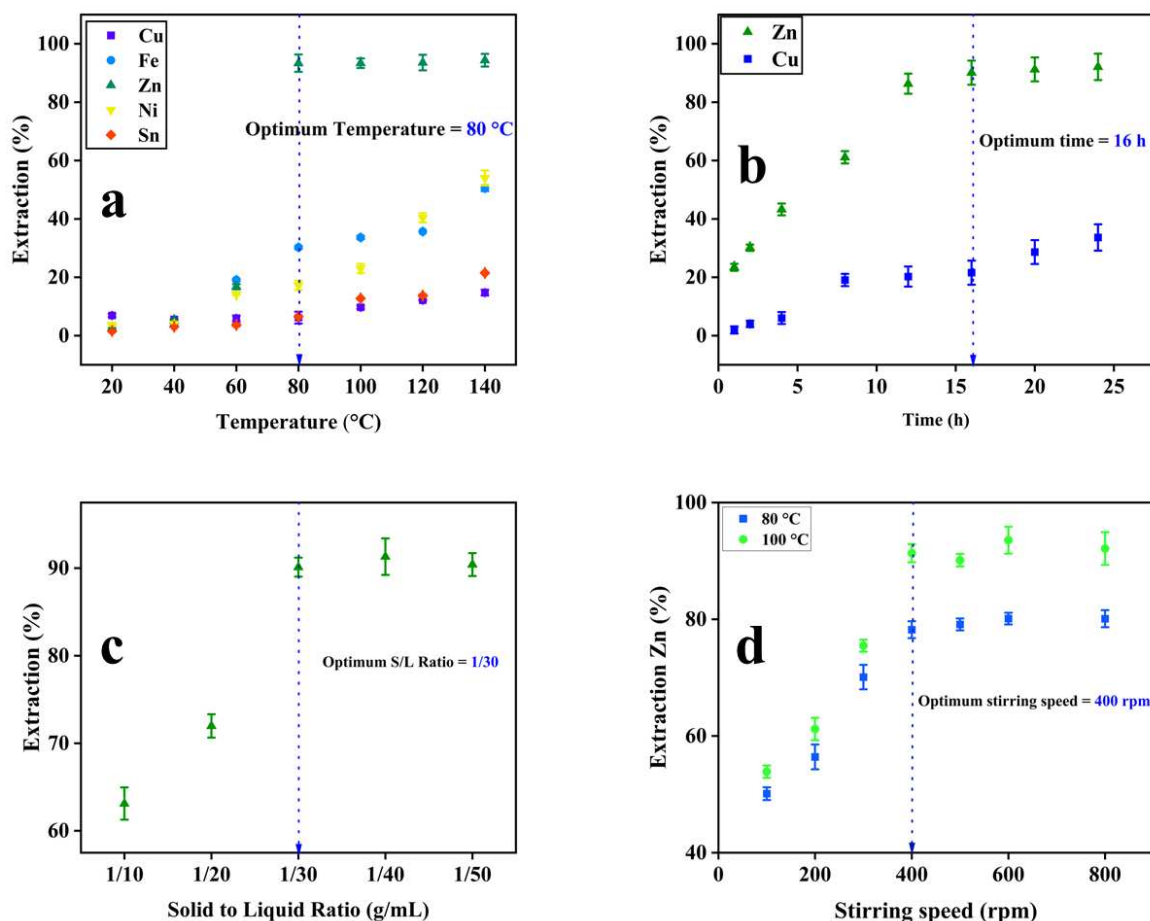 Cu
Fe
Zn
Ni
Sn
100
80
60
40
20
0
Extraction (%)
a
Optimum Temperature = 80 °C
20 40 60 80 100 120 140
Temperature (°C)
Zn
Cu
100
80
60
40
20
0
Extraction (%)
b
Optimum time = 16 h
0 5 10 15 20 25
Time (h)
90
80
70
60
Extraction (%)
c
Optimum S/L Ratio = 1/30
1/10 1/20 1/30 1/40 1/50
Solid to Liquid Ratio (g/mL)
80 °C
100 °C
100
80
60
40
Extraction Zn (%)
d
Optimum stirring speed = 400 rpm
0 200 400 600 800
Stirring speed (rpm)